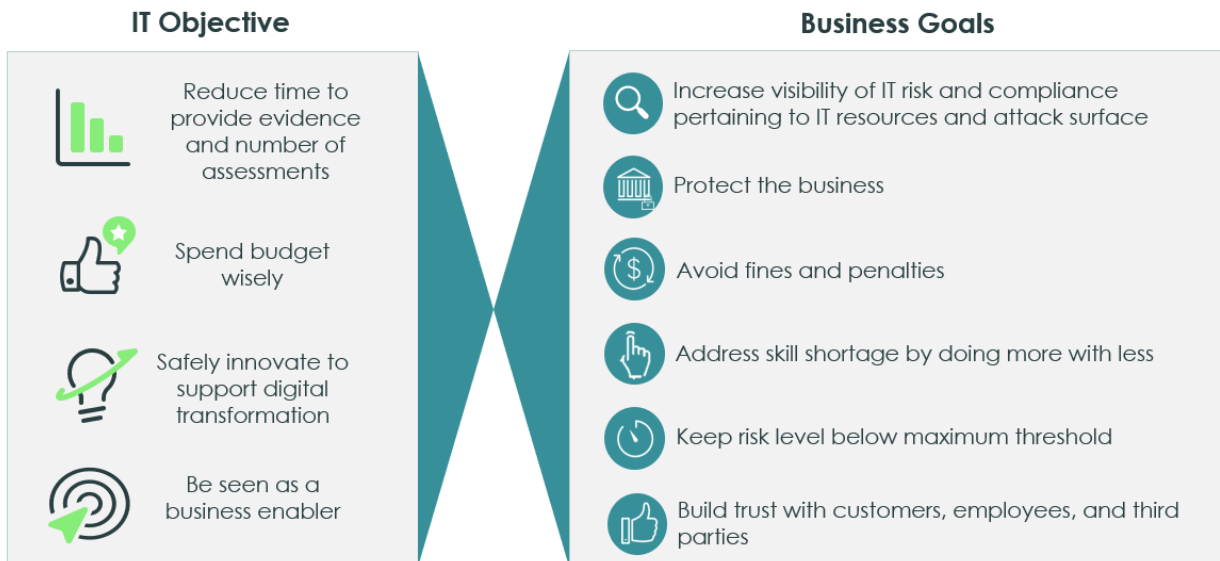 IT Objective
Reduce time to
provide evidence
and number of
assessments
Spend budget
wisely
Safely innovate to
support digital
transformation
Be seen as a
business enabler
Business Goals
Increase visibility of IT risk and compliance
pertaining to IT resources and attack surface
Protect the business
$
Avoid fines and penalties
Address skill shortage by doing more with less
Keep risk level below maximum threshold
Build trust with customers, employees, and third
parties